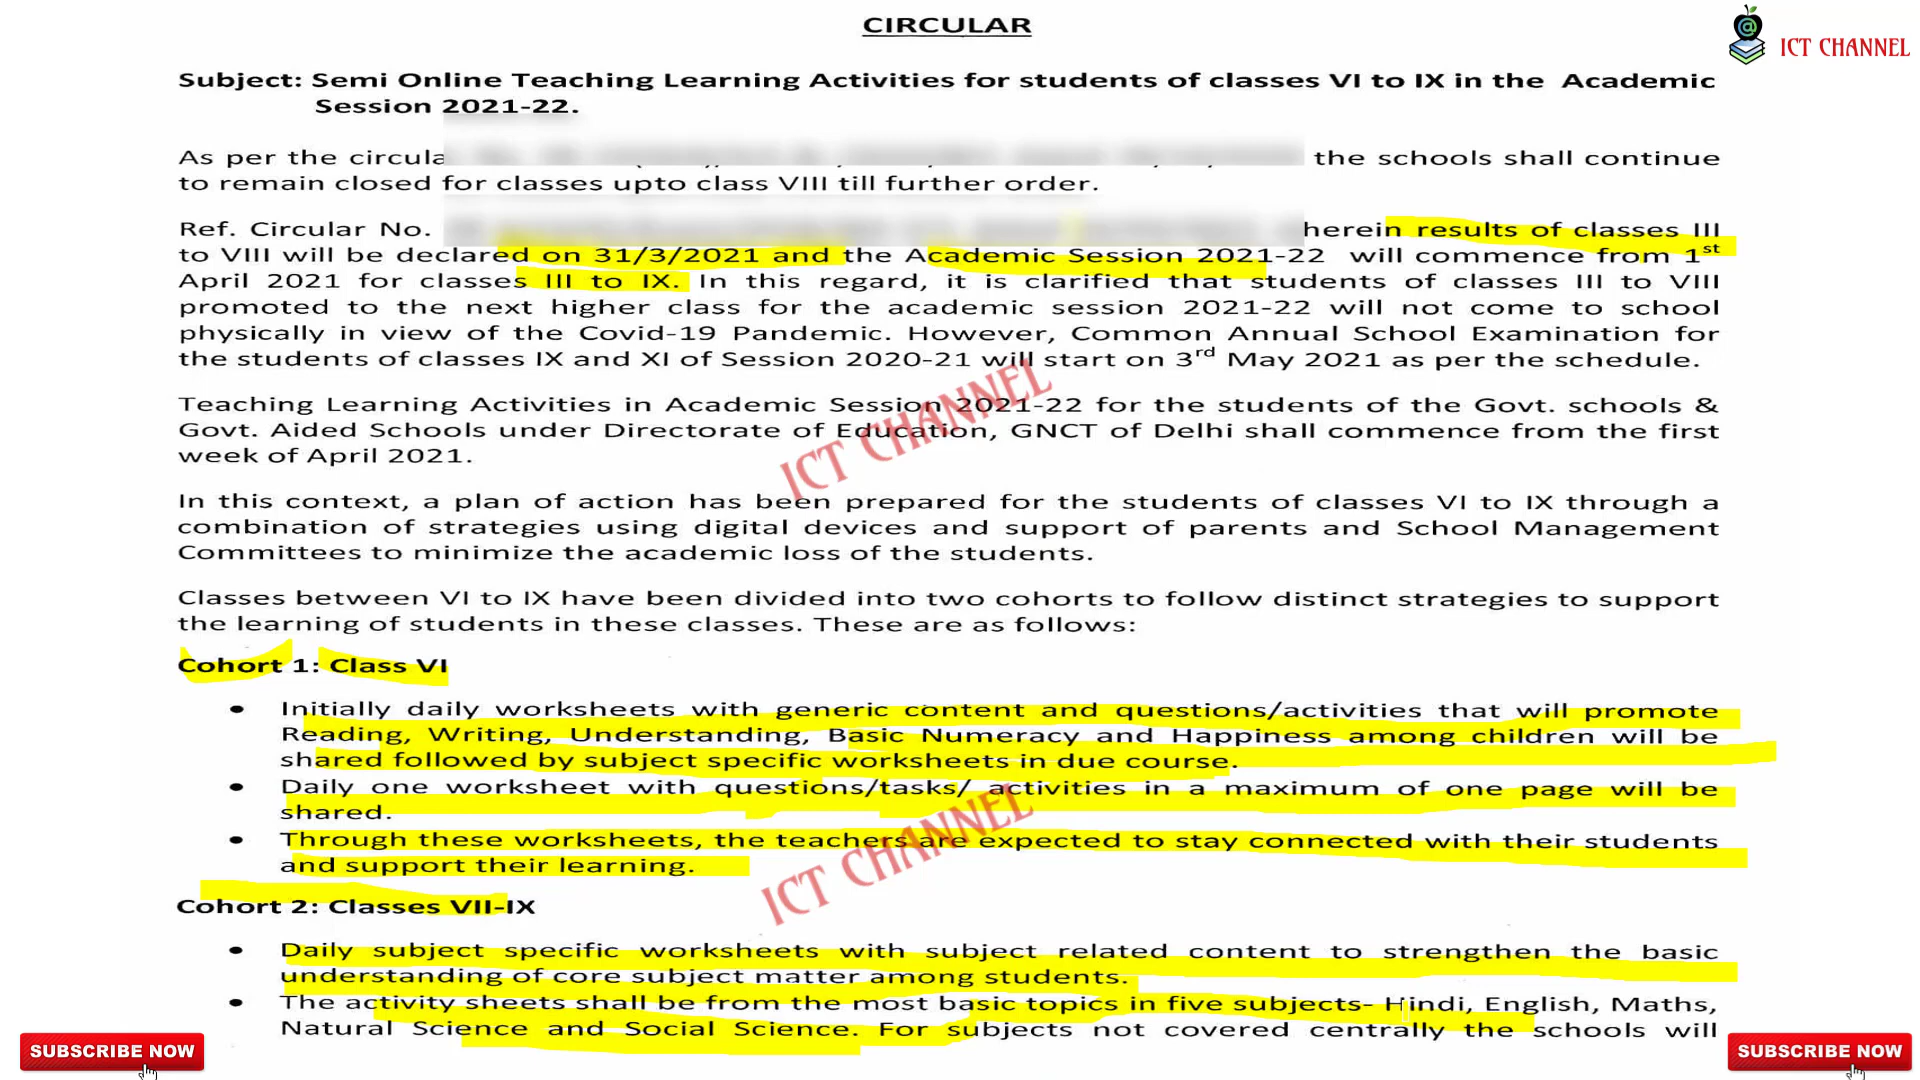 CIRCULAR
ICT CHANNEL
Subject: Semi Online Teaching Learning Activities for students of classes VI to IX in the Academic
Session 2021-22.
As per the circula the schools shall continue
to remain closed for classes upto class VIII till further order.
Ref. Circular No. herein results of classes III
to VIII will be declared on 31/3/2021 and the Academic Session 2021-22 will commence from 1st
April 2021 for classes III to IX. In this regard, it is clarified that students of classes III to VIII
promoted to the next higher class for the academic session 2021-22 will not come to school
physically in view of the Covid-19 Pandemic. However, Common Annual School Examination for
the students of classes IX and XI of Session 2020-21 will start on 3rd May 2021 as per the schedule.
Teaching Learning Activities in Academic Session 2021-22 for the students of the Govt. schools &
Govt. Aided Schools under Directorate of Education, GNCT of Delhi shall commence from the first
week of April 2021.
ICT CHANNEL
In this context, a plan of action has been prepared for the students of classes VI to IX through a
combination of strategies using digital devices and support of parents and School Management
Committees to minimize the academic loss of the students.
Classes between VI to IX have been divided into two cohorts to follow distinct strategies to support
the learning of students in these classes. These are as follows:
Cohort 1: Class VI
• Initially daily worksheets with generic content and questions/activities that will promote
Reading, Writing, Understanding, Basic Numeracy and Happiness among children will be
shared followed by subject specific worksheets in due course.
• Daily one worksheet with questions/tasks/ activities in a maximum of one page will be
shared.
• Through these worksheets, the teachers are expected to stay connected with their students
and support their learning.
ICT CHANNEL
Cohort 2: Classes VII-IX
• Daily subject specific worksheets with subject related content to strengthen the basic
understanding of core subject matter among students.
• The activity sheets shall be from the most basic topics in five subjects- Hindi, English, Maths,
Natural Science and Social Science. For subjects not covered centrally the schools will
SUBSCRIBE NOW
SUBSCRIBE NOW